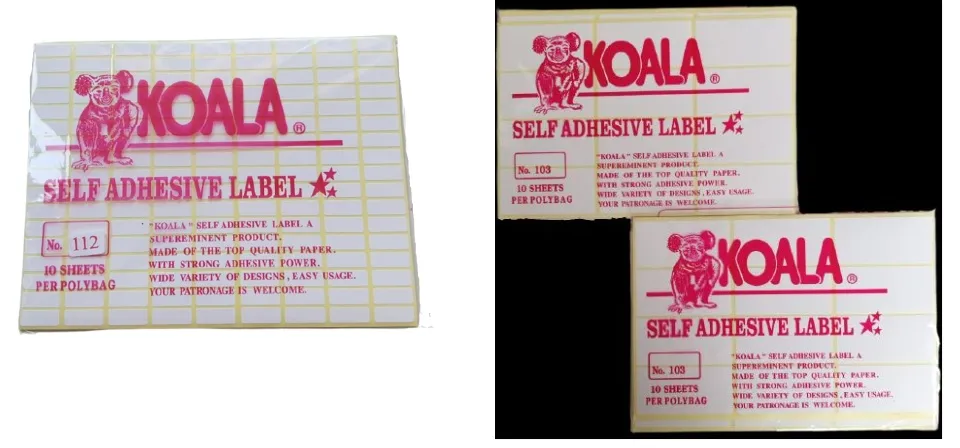 KOALA ®
SELF ADHESIVE LABEL
No. 112
10 SHEETS
PER POLYBAG
"KOALA" SELF ADHESIVE LABEL A
SUPEREMINENT PRODUCT.
MADE OF THE TOP QUALITY PAPER.
WITH STRONG ADHESIVE POWER.
WIDE VARIETY OF DESIGNS, EASY USAGE.
YOUR PATRONAGE IS WELCOME.
KOALA ®
SELF ADHESIVE LABEL
No. 103
10 SHEETS
PER POLYBAG
"KOALA" SELF ADHESIVE LABEL A
SUPEREMINENT PRODUCT.
MADE OF THE TOP QUALITY PAPER.
WITH STRONG ADHESIVE POWER.
WIDE VARIETY OF DESIGNS, EASY USAGE.
YOUR PATRONAGE IS WELCOME.
KOALA ®
SELF ADHESIVE LABEL
No. 103
10 SHEETS
PER POLYBAG
"KOALA" SELF ADHESIVE LABEL A
SUPEREMINENT PRODUCT.
MADE OF THE TOP QUALITY PAPER.
WITH STRONG ADHESIVE POWER.
WIDE VARIETY OF DESIGNS, EASY USAGE.
YOUR PATRONAGE IS WELCOME.